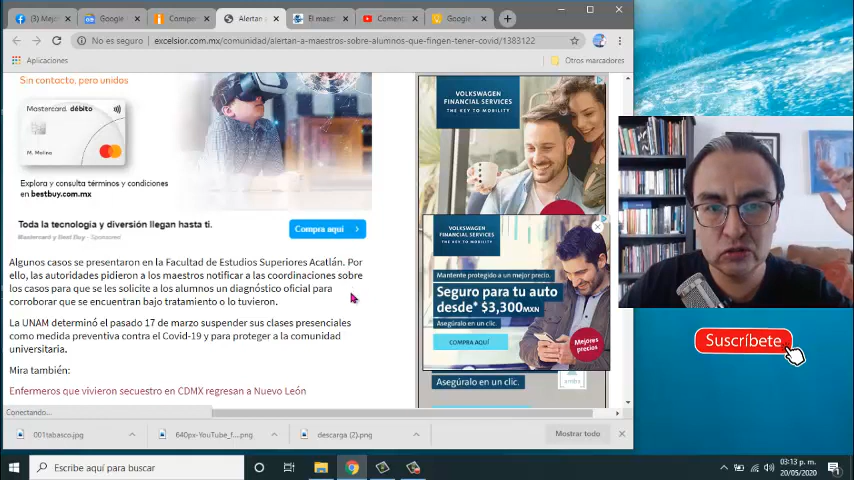 (3) Mejo
Google
Compe
Alertan a
El maest
Coment
Google
No es seguro | excelsior.com.mx/comunidad/alertan-a-maestros-sobre-alumnos-que-fingen-tener-covid/1383122
Aplicaciones
Otros marcadores
Sin contacto, pero unidos
Mastercard. débito
M. Molina
Explora y consulta términos y condiciones
en bestbuy.com.mx
Toda la tecnología y diversión llegan hasta ti.
Mastercard y Best Buy - Sponsored
Compra aquí
Algunos casos se presentaron en la Facultad de Estudios Superiores Acatlán. Por
ello, las autoridades pidieron a los maestros notificar a las coordinaciones sobre
los casos para que se les solicite a los alumnos un diagnóstico oficial para
corroborar que se encuentran bajo tratamiento o lo tuvieron.
La UNAM determinó el pasado 17 de marzo suspender sus clases presenciales
como medida preventiva contra el Covid-19 y para proteger a la comunidad
universitaria.
Mira también:
Enfermeros que vivieron secuestro en CDMX regresan a Nuevo León
VOLKSWAGEN
FINANCIAL SERVICES
THE KEY TO MOBILITY
VOLKSWAGEN
FINANCIAL SERVICES
THE KEY TO MOBILITY
Mantente protegido a un mejor precio.
Seguro para tu auto
desde* $3,300MXN
Asegúralo en un clic.
COMPRA AQUÍ
Mejores
precios
Asegúralo en un clic.
Suscríbete
Conectando...
001tabasco.jpg
640px-YouTube_f....png
descarga (2).png
Mostrar todo
Escribe aquí para buscar
03:13 p. m.
20/05/2020